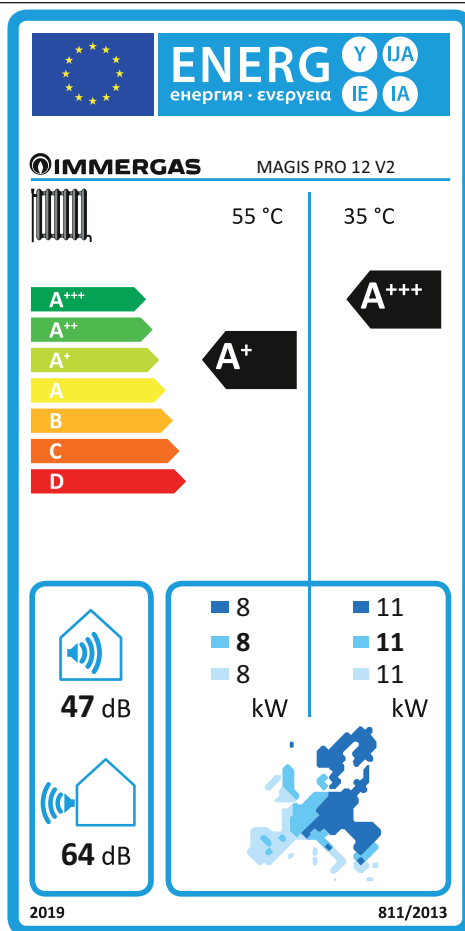 ENERG
енергия · ενεργεια
Y IJA
IE IA
IMMERGAS
MAGIS PRO 12 V2
55 °C
35 °C
A+++
A++
A+
A
B
C
D
A+
A+++
47 dB
64 dB
8
8
8
kW
11
11
11
kW
2019
811/2013